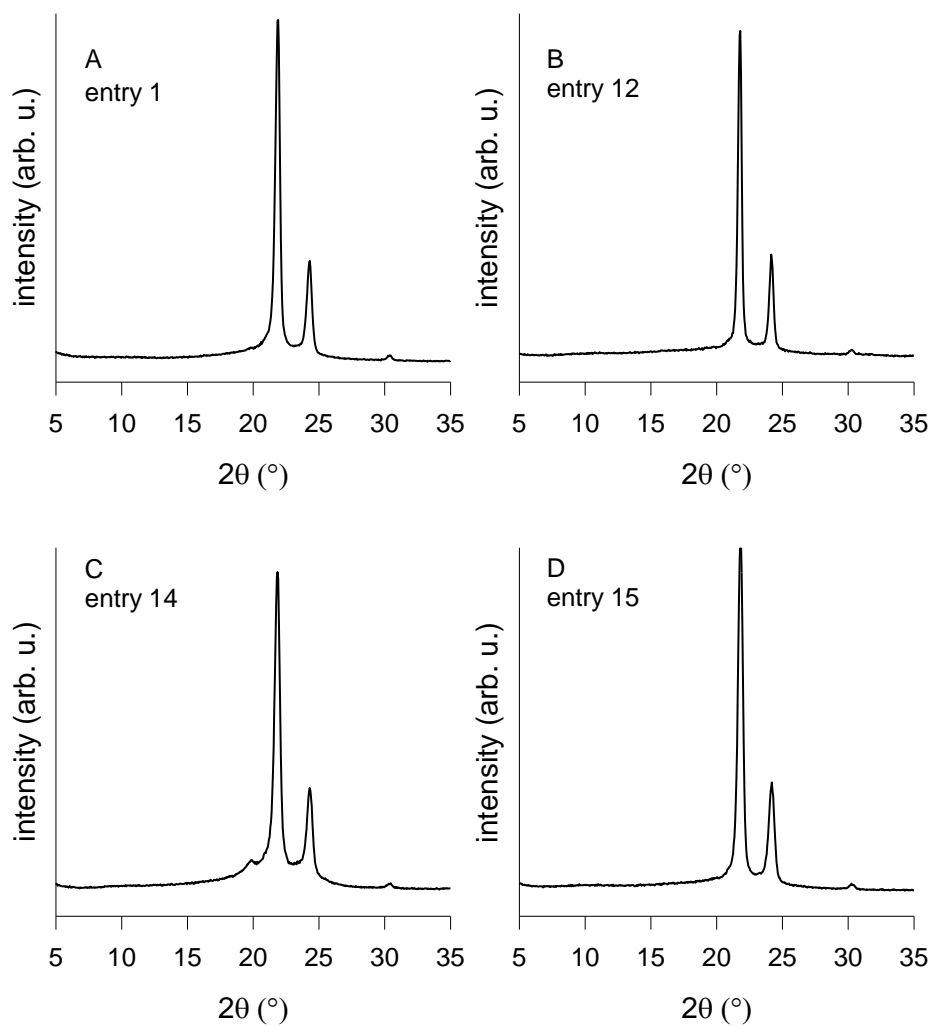 A
entry 1
intensity (arb. u.)
5 10 15 20 25 30 35
2θ (°)
B
entry 12
intensity (arb. u.)
5 10 15 20 25 30 35
2θ (°)
C
entry 14
intensity (arb. u.)
5 10 15 20 25 30 35
2θ (°)
D
entry 15
intensity (arb. u.)
5 10 15 20 25 30 35
2θ (°)